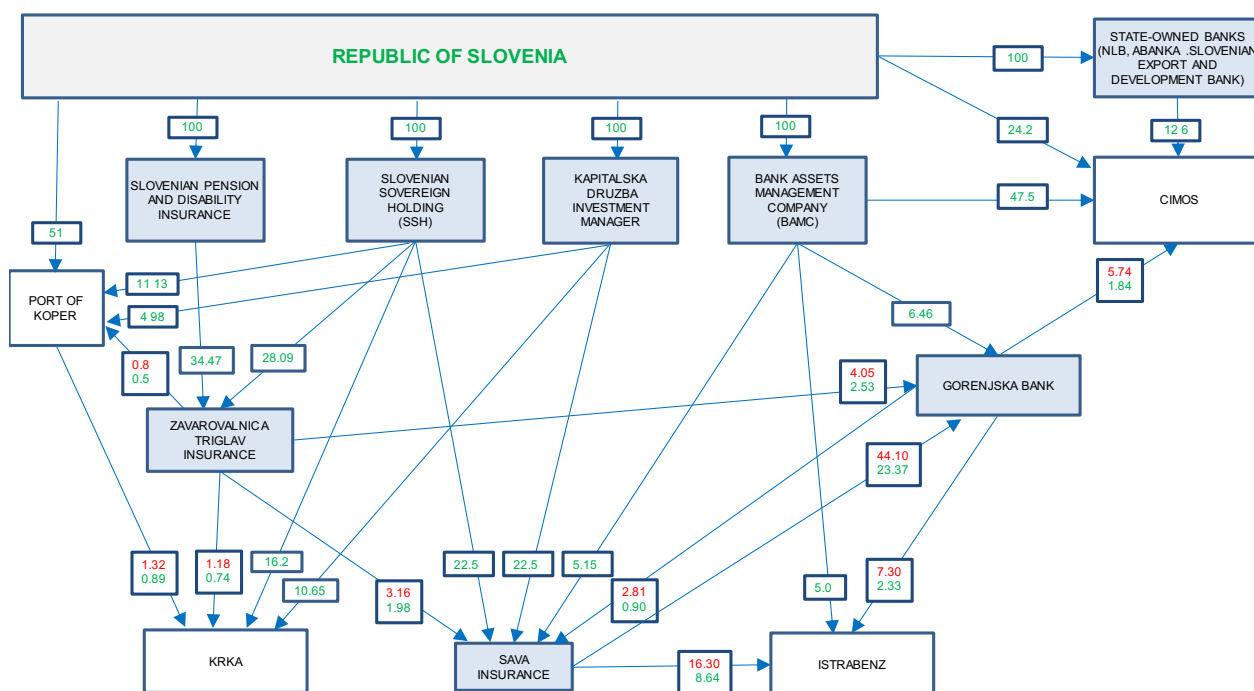 REPUBLIC OF SLOVENIA
STATE-OWNED BANKS
(NLB, ABANKA .SLOVENIAN
EXPORT AND
DEVELOPMENT BANK)
100
100
100
100
100
24.2
12 6
SLOVENIAN PENSION
AND DISABILITY
INSURANCE
SLOVENIAN
SOVEREIGN
HOLDING
(SSH)
KAPITALSKA
DRUZBA
INVESTMENT
MANAGER
BANK ASSETS
MANAGEMENT
COMPANY
(BAMC)
47.5
CIMOS
51
11 13
4 98
PORT OF
KOPER
5.74
1.84
6.46
0.8
0.5
34.47
28.09
4.05
2.53
GORENJSKA BANK
ZAVAROVALNICA
TRIGLAV
INSURANCE
44.10
23.37
1.32
0.89
1.18
0.74
16.2
10.65
3.16
1.98
22.5
22.5
5.15
2.81
0.90
5.0
7.30
2.33
KRKA
SAVA
INSURANCE
16.30
8.64
ISTRABENZ